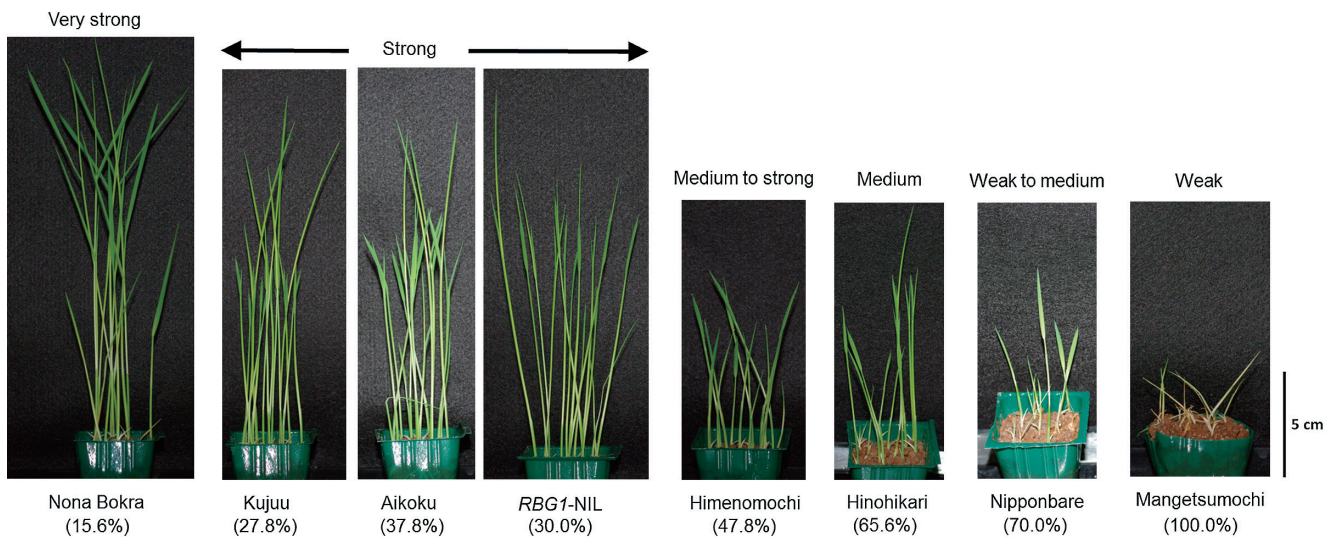 Very strong
Strong
Medium to strong
Medium
Weak to medium
Weak
5 cm
Nona Bokra
(15.6%)
Kujuu
(27.8%)
Aikoku
(37.8%)
RBG1-NIL
(30.0%)
Himenomochi
(47.8%)
Hinohikari
(65.6%)
Nipponbare
(70.0%)
Mangetsumochi
(100.0%)